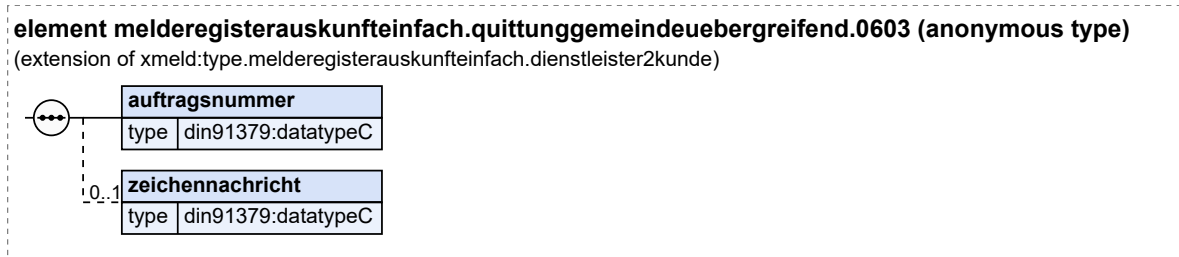 element melderegisterauskunfteinfach.quittunggemeindeuebergreifend.0603 (anonymous type)
(extension of xmeld:type.melderegisterauskunfteinfach.dienstleister2kunde)
auftragsnummer
type din91379:datatypeC
0..1 zeichennachricht
type din91379:datatypeC